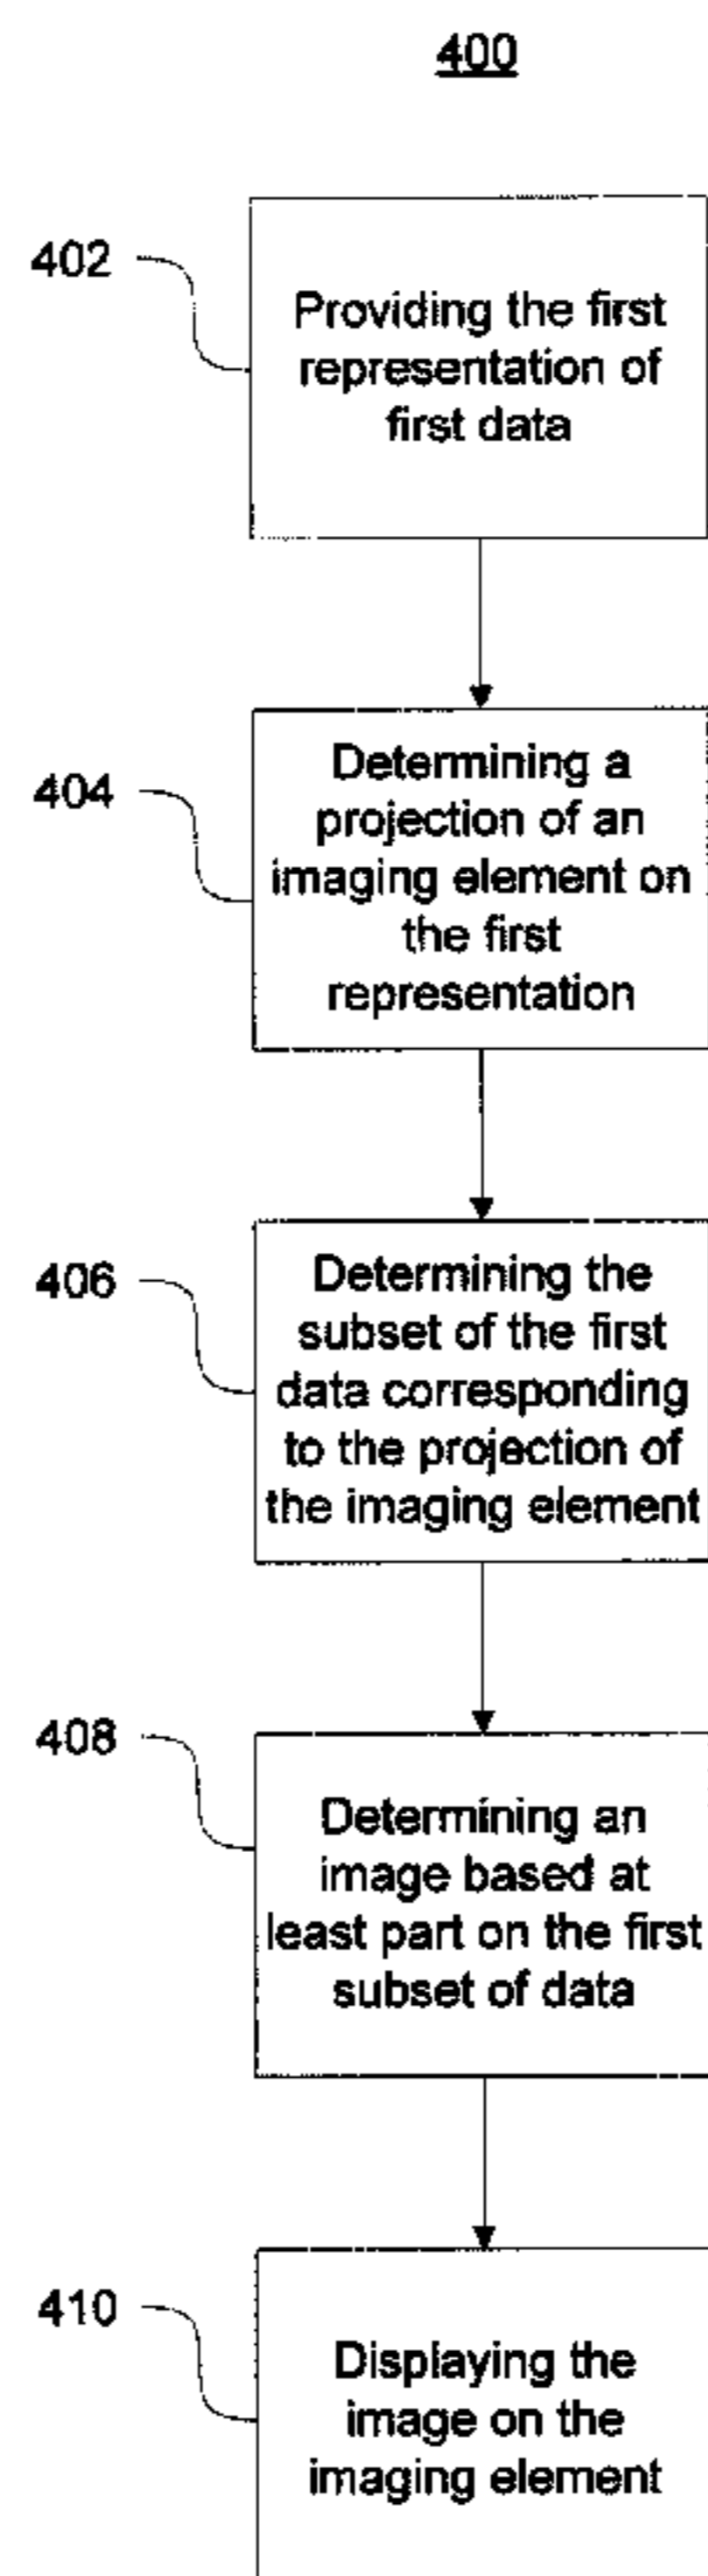 400
402
Providing the first
representation of
first data
404
Determining a
projection of an
imaging element on
the first
representation
406
Determining the
subset of the first
data corresponding
to the projection of
the imaging element
408
Determining an
image based at
least part on the first
subset of data
410
Displaying the
image on the
imaging element